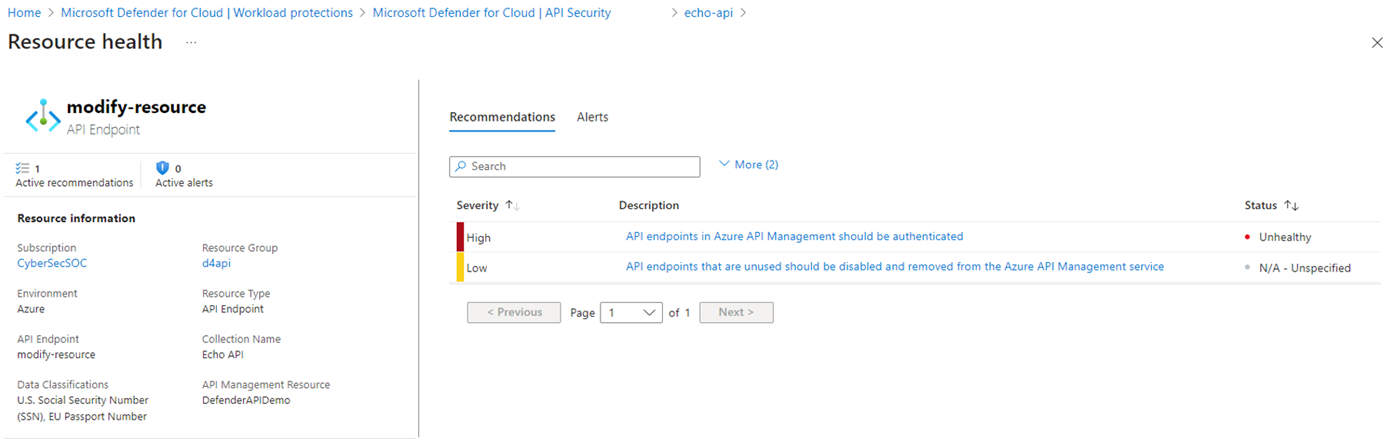 Home > Microsoft Defender for Cloud | Workload protections > Microsoft Defender for Cloud | API Security > echo-api >
Resource health ...
modify-resource
API Endpoint
1
Active recommendations
0
Active alerts
Resource information
Subscription
CyberSecSOC
Resource Group
d4api
Environment
Azure
Resource Type
API Endpoint
API Endpoint
modify-resource
Collection Name
Echo API
Data Classifications
U.S. Social Security Number
(SSN), EU Passport Number
API Management Resource
DefenderAPIDemo
Recommendations Alerts
Search More (2)
Severity ↑↓ Description Status ↑↓
High API endpoints in Azure API Management should be authenticated Unhealthy
Low API endpoints that are unused should be disabled and removed from the Azure API Management service N/A - Unspecified
< Previous Page 1 of 1 Next >